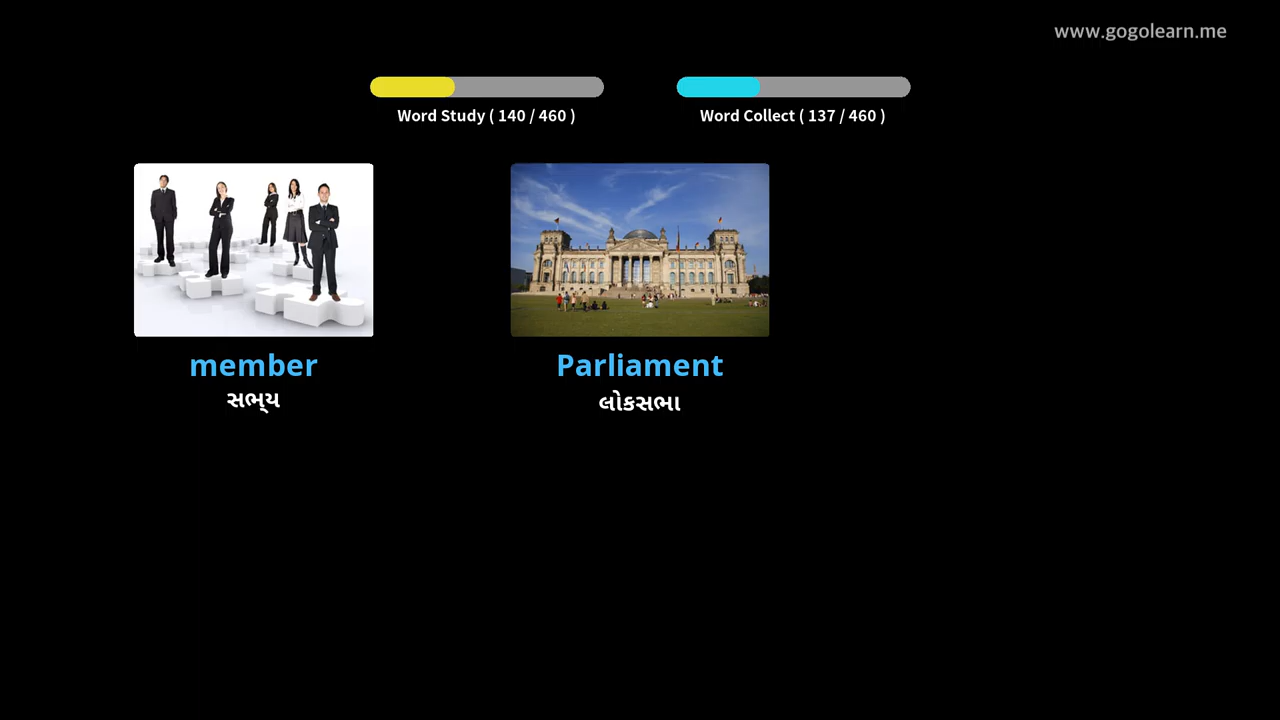 www.gogolearn.me
Word Study ( 140 / 460 )
Word Collect ( 137 / 460 )
member
સભ્ય
Parliament
લોકસભા